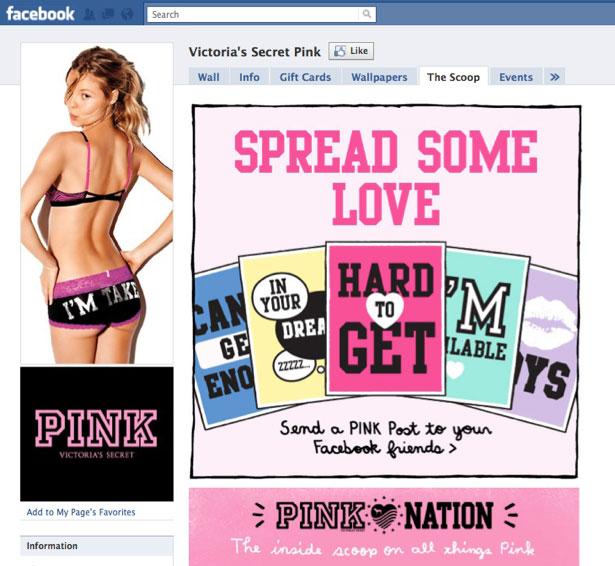 facebook
Search
Victoria's Secret Pink
Like
Wall Info Gift Cards Wallpapers The Scoop Events »
I'M TAKE
PINK
VICTORIA'S SECRET
Add to My Page's Favorites
Information
SPREAD SOME
LOVE
CAN
GE
ENO
IN
YOUR
DREA
ZZZZZ...
HARD
TO
GET
I'M
ILABLE
OYS
Send a PINK Post to your
Facebook friends >
PINK NATION
The inside scoop on all things Pink